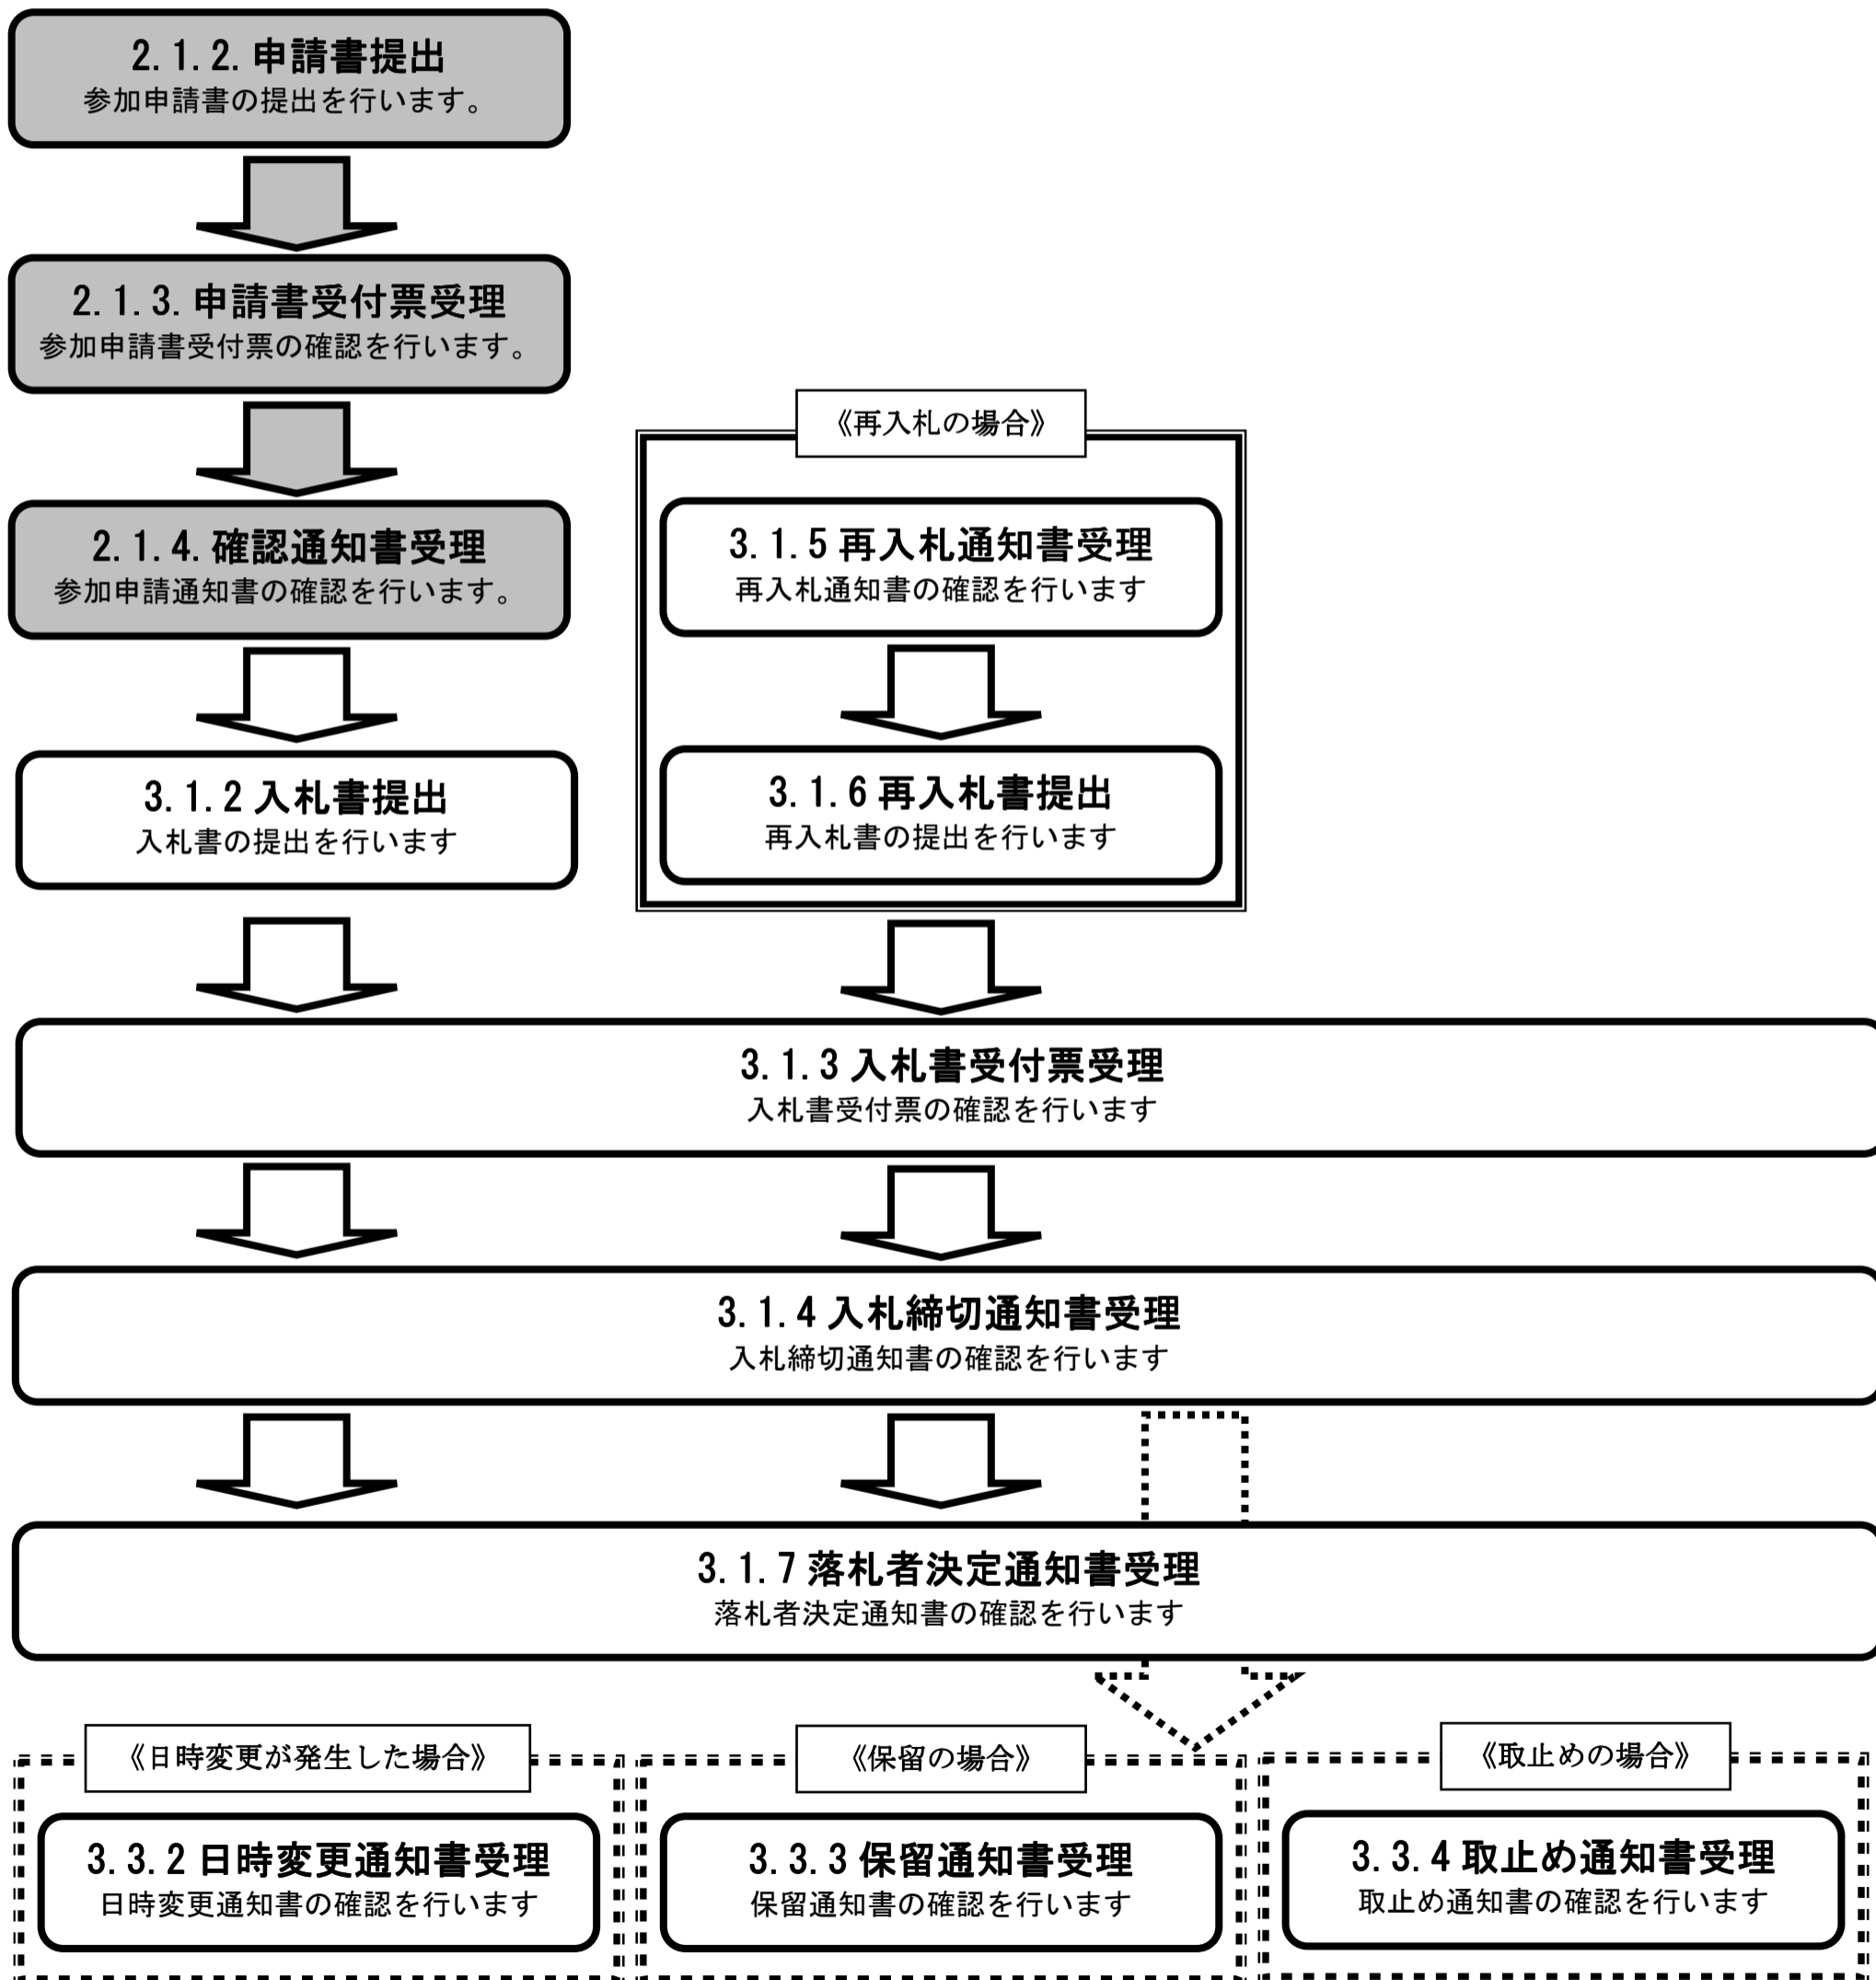 2.1.2.申請書提出
参加申請書の提出を行います。
2.1.3.申請書受付票受理
参加申請書受付票の確認を行います。
2.1.4.確認通知書受理
参加申請通知書の確認を行います。
3.1.2 入札書提出
入札書の提出を行います
《再入札の場合》
3.1.5 再入札通知書受理
再入札通知書の確認を行います
3.1.6 再入札書提出
再入札書の提出を行います
3.1.3 入札書受付票受理
入札書受付票の確認を行います
3.1.4 入札締切通知書受理
入札締切通知書の確認を行います
3.1.7 落札者決定通知書受理
落札者決定通知書の確認を行います
《日時変更が発生した場合》
3.3.2 日時変更通知書受理
日時変更通知書の確認を行います
《保留の場合》
3.3.3 保留通知書受理
保留通知書の確認を行います
《取止めの場合》
3.3.4 取止め通知書受理
取止め通知書の確認を行います